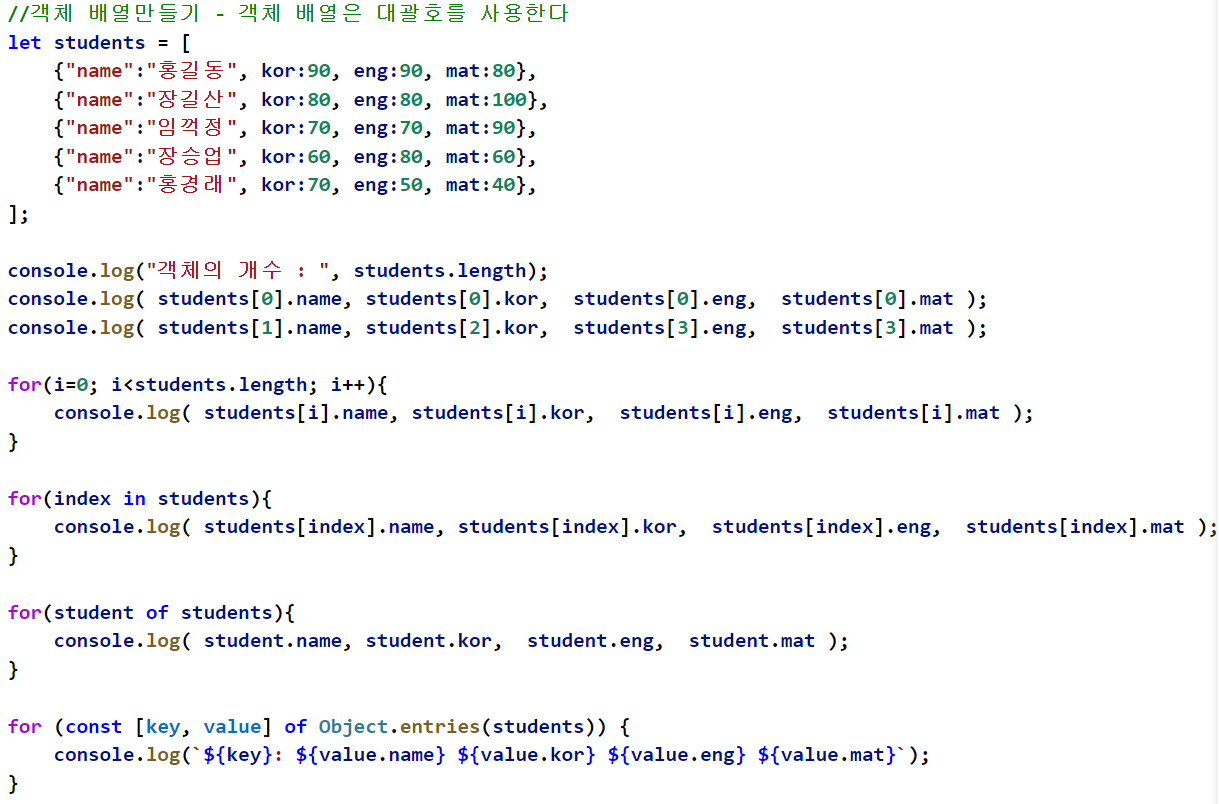 //객체 배열만들기 - 객체 배열은 대괄호를 사용한다
let students = [
    {"name":"홍길동", kor:90, eng:90, mat:80},
    {"name":"장길산", kor:80, eng:80, mat:100},
    {"name":"임꺽정", kor:70, eng:70, mat:90},
    {"name":"장승업", kor:60, eng:80, mat:60},
    {"name":"홍경래", kor:70, eng:50, mat:40},
];

console.log("객체의 개수 : ", students.length);
console.log( students[0].name, students[0].kor,  students[0].eng,  students[0].mat );
console.log( students[1].name, students[2].kor,  students[3].eng,  students[3].mat );

for(i=0; i<students.length; i++){
    console.log( students[i].name, students[i].kor,  students[i].eng,  students[i].mat );
}

for(index in students){
    console.log( students[index].name, students[index].kor,  students[index].eng,  students[index].mat );
}

for(student of students){
    console.log( student.name, student.kor,  student.eng,  student.mat );
}

for (const [key, value] of Object.entries(students)) {
    console.log(`${key}: ${value.name} ${value.kor} ${value.eng} ${value.mat}`);
}